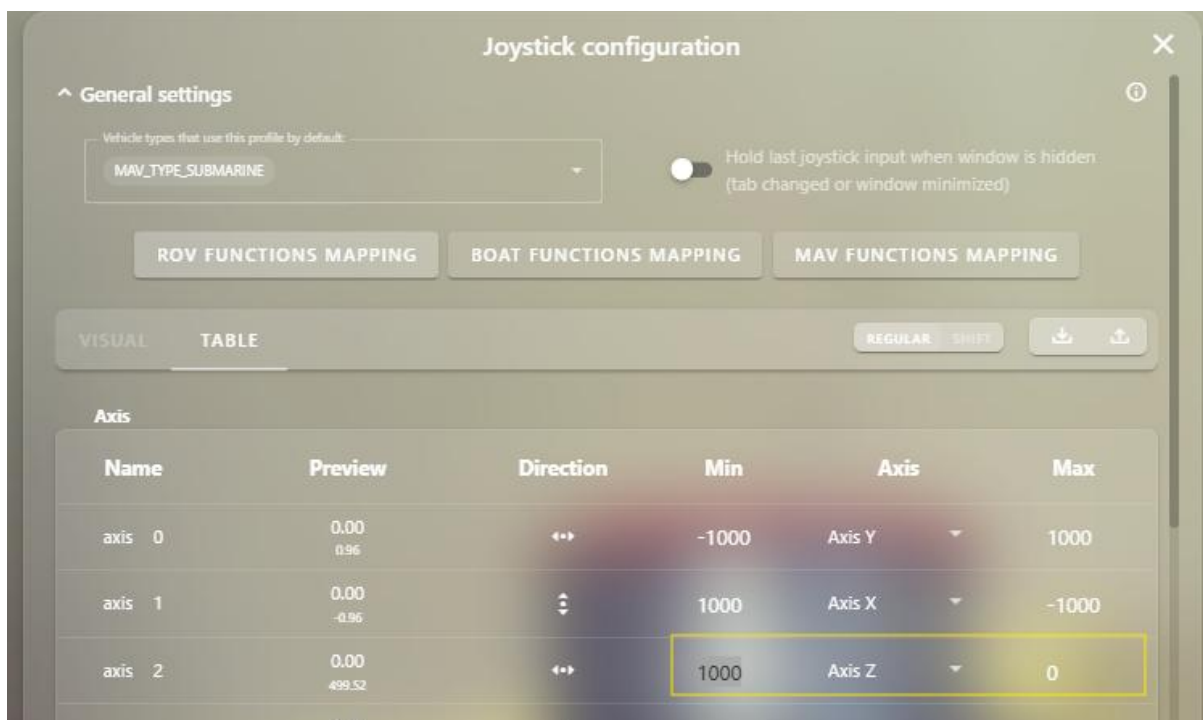 Joystick configuration
General settings
Vehicle types that use this profile by default:
MAV_TYPE_SUBMARINE
Hold last joystick input when window is hidden
(tab changed or window minimized)
ROV FUNCTIONS MAPPING BOAT FUNCTIONS MAPPING MAV FUNCTIONS MAPPING
VISUAL TABLE REGULAR SHIFT
Axis
Name Preview Direction Min Axis Max
axis 0 0.00 -1000 Axis Y 1000
0.96
axis 1 0.00 1000 Axis X -1000
-0.96
axis 2 0.00 1000 Axis Z 0
499.52